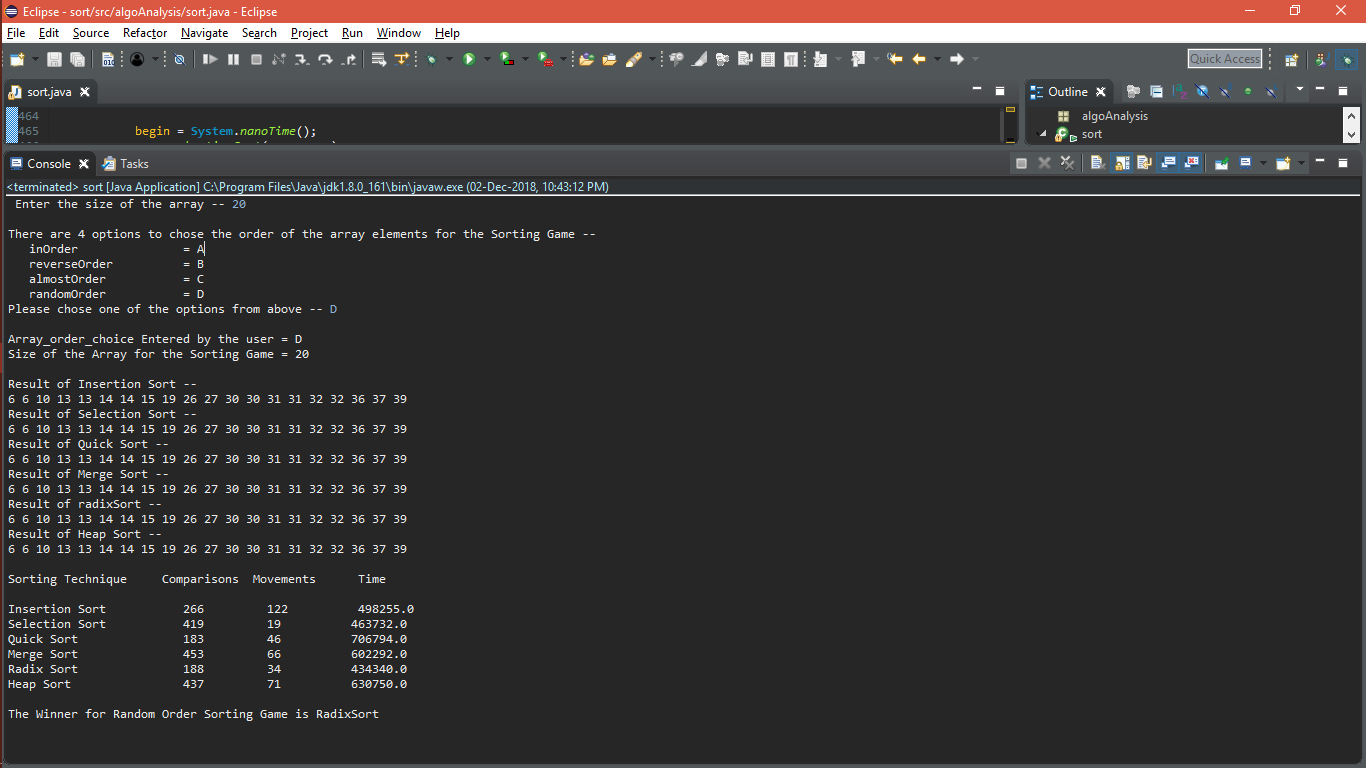 Eclipse - sort/src/algoAnalysis/sort.java - Eclipse
File Edit Source Refactor Navigate Search Project Run Window Help
Quick Access
sort.java
Outline
464
465 begin = System.nanoTime();
algoAnalysis
sort
Console Tasks
<terminated> sort [Java Application] C:\Program Files\Java\jdk1.8.0_161\bin\javaw.exe (02-Dec-2018, 10:43:12 PM)
Enter the size of the array -- 20
There are 4 options to chose the order of the array elements for the Sorting Game --
inOrder = A
reverseOrder = B
almostOrder = C
randomOrder = D
Please chose one of the options from above -- D
Array_order_choice Entered by the user = D
Size of the Array for the Sorting Game = 20
Result of Insertion Sort --
6 6 10 13 13 14 14 15 19 26 27 30 30 31 31 32 32 36 37 39
Result of Selection Sort --
6 6 10 13 13 14 14 15 19 26 27 30 30 31 31 32 32 36 37 39
Result of Quick Sort --
6 6 10 13 13 14 14 15 19 26 27 30 30 31 31 32 32 36 37 39
Result of Merge Sort --
6 6 10 13 13 14 14 15 19 26 27 30 30 31 31 32 32 36 37 39
Result of radixSort --
6 6 10 13 13 14 14 15 19 26 27 30 30 31 31 32 32 36 37 39
Result of Heap Sort --
6 6 10 13 13 14 14 15 19 26 27 30 30 31 31 32 32 36 37 39
Sorting Technique Comparisons Movements Time
Insertion Sort 266 122 498255.0
Selection Sort 419 19 463732.0
Quick Sort 183 46 706794.0
Merge Sort 453 66 602292.0
Radix Sort 188 34 434340.0
Heap Sort 437 71 630750.0
The Winner for Random Order Sorting Game is RadixSort